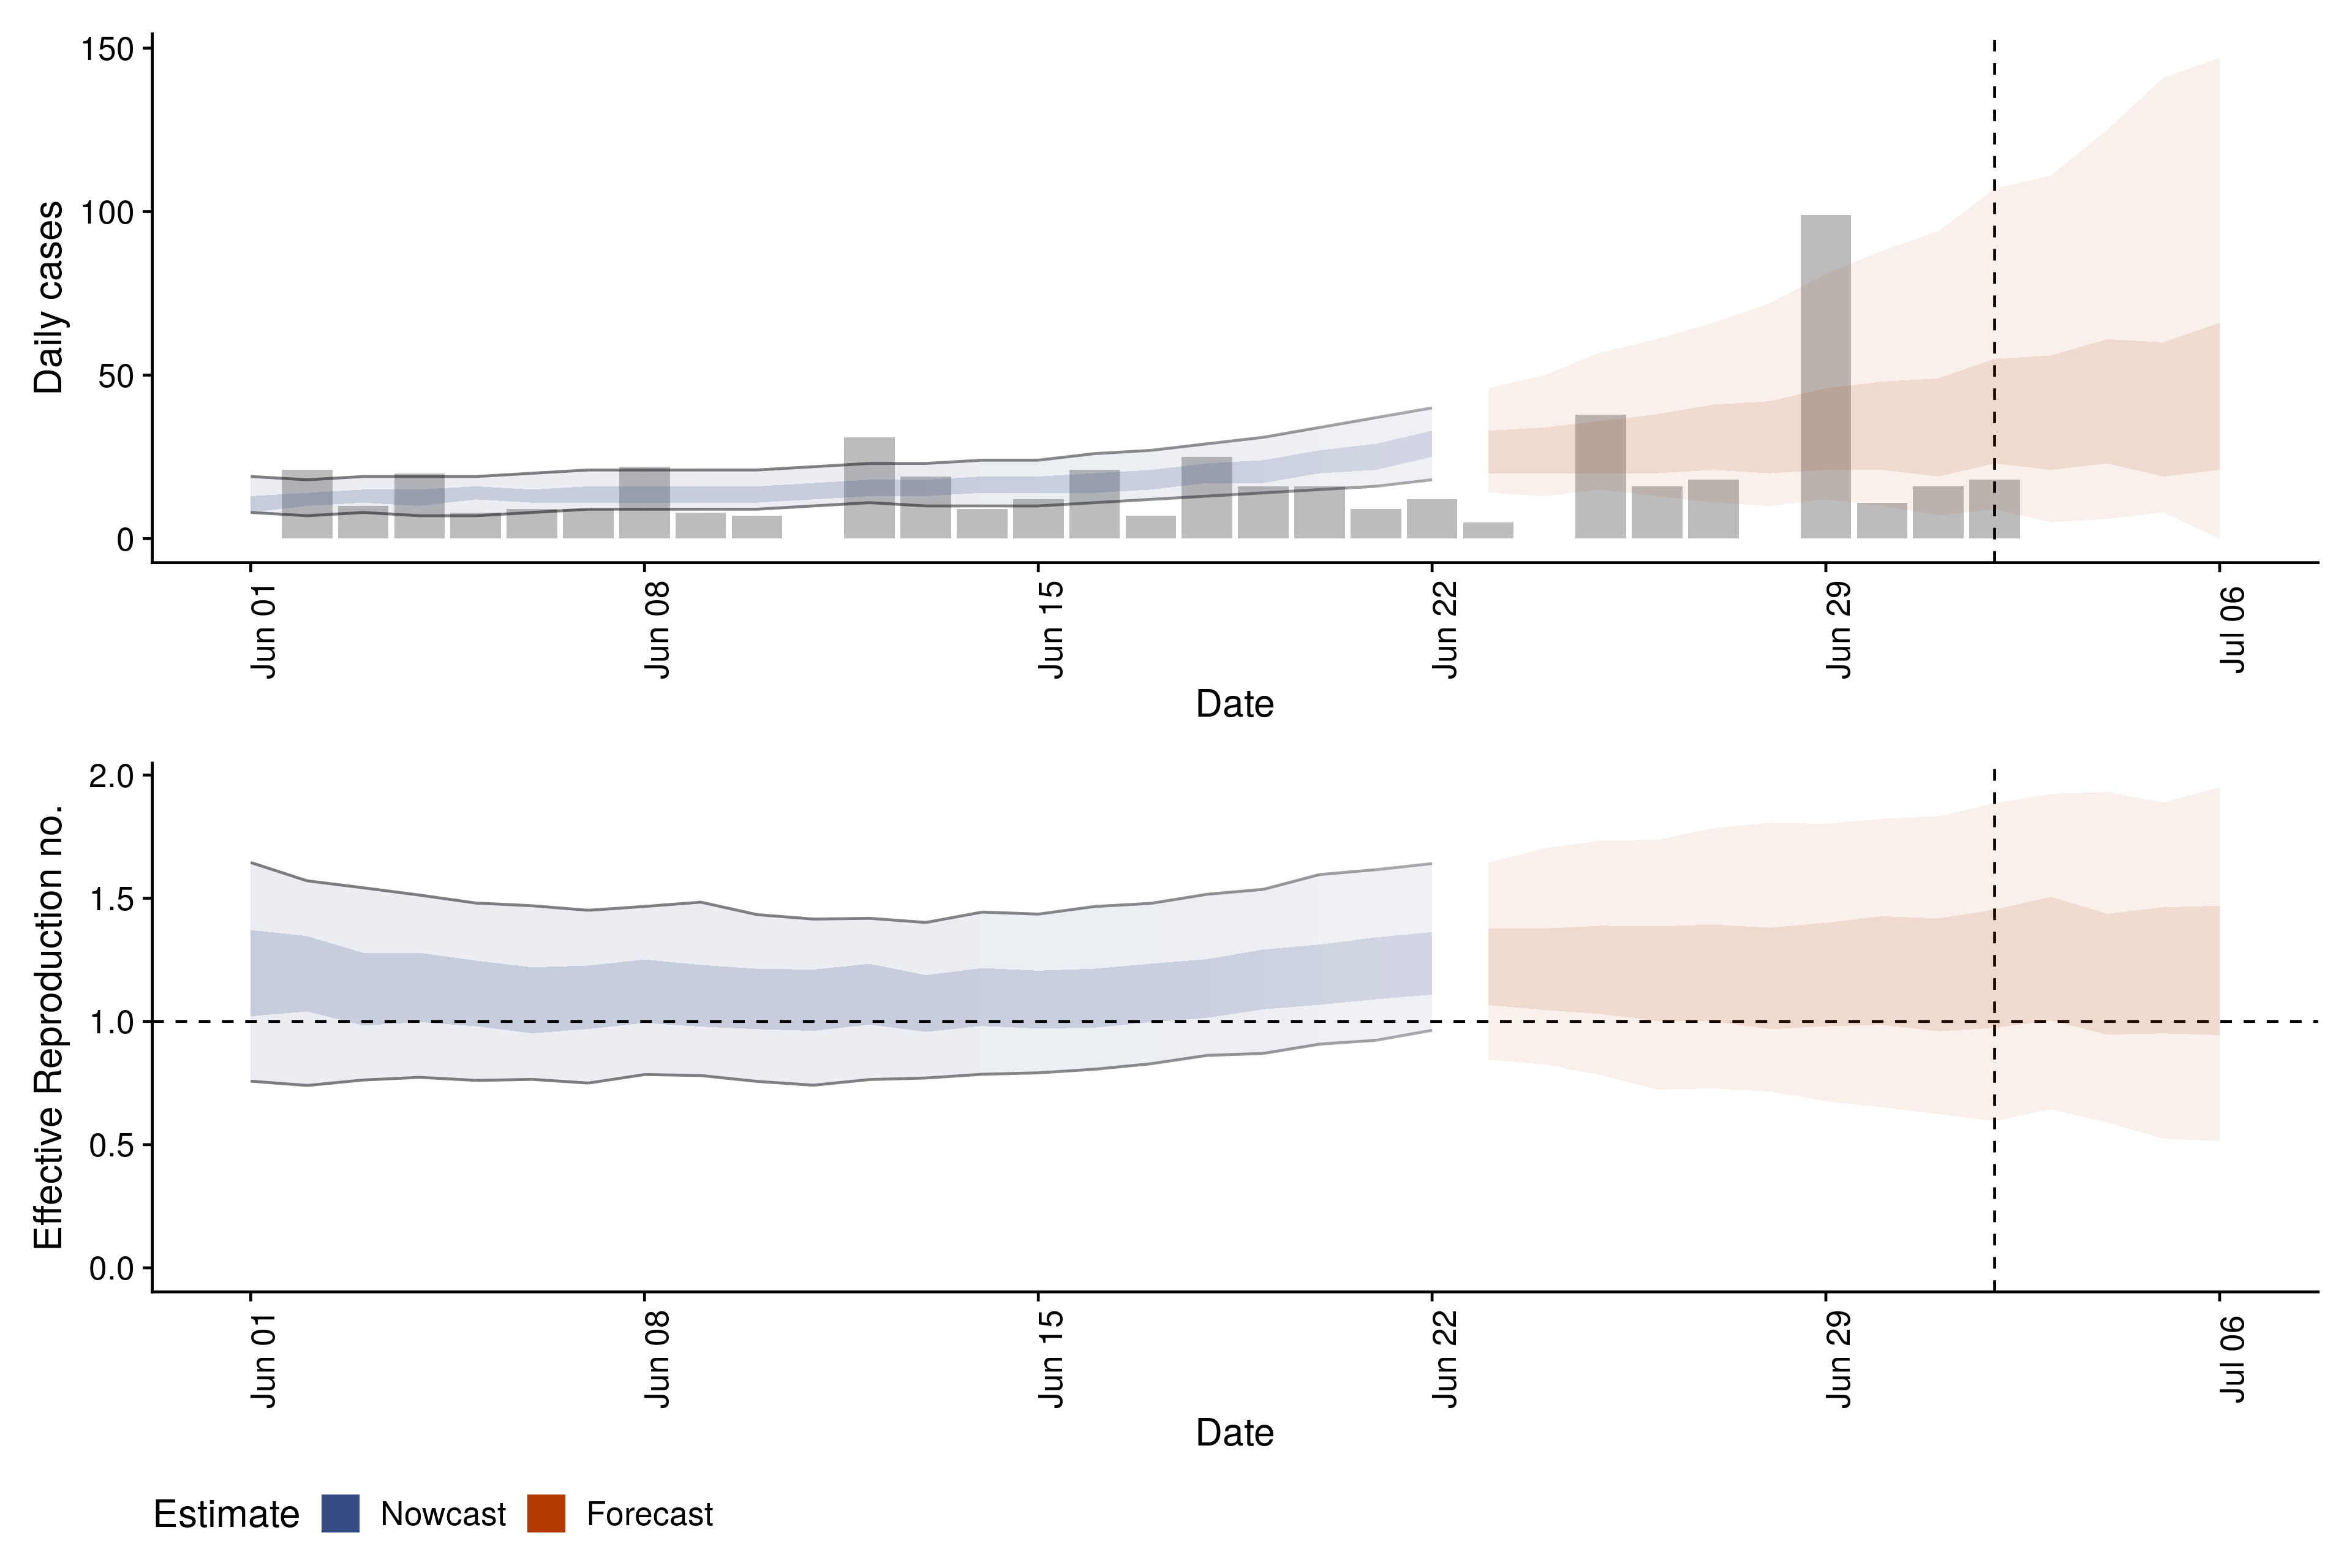 Daily cases
150
100
50
0
Jun 01
Jun 08
Jun 15
Jun 22
Jun 29
Jul 06
Date
Effective Reproduction no.
2.0
1.5
1.0
0.5
0.0
Jun 01
Jun 08
Jun 15
Jun 22
Jun 29
Jul 06
Date
Estimate Nowcast Forecast